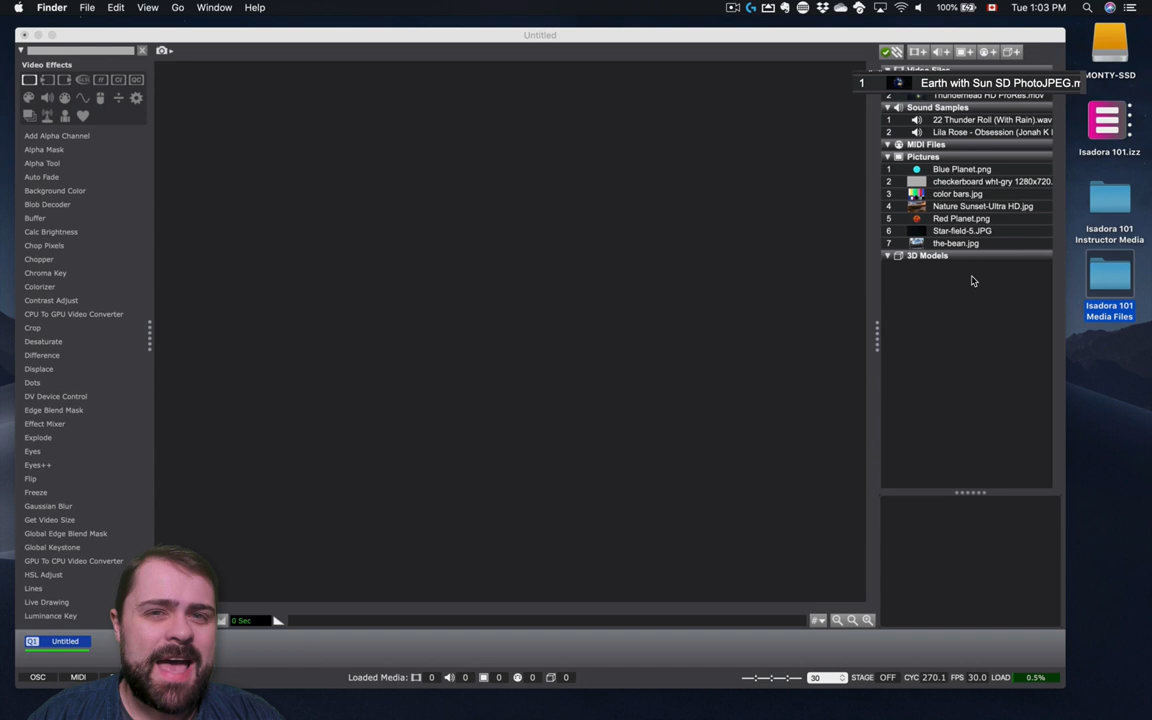 Finder File Edit View Go Window Help
100% Tue 1:03 PM
Untitled
Video Effects
Add Alpha Channel
Alpha Mask
Alpha Tool
Auto Fade
Background Color
Blob Decoder
Buffer
Calc Brightness
Chop Pixels
Chopper
Chroma Key
Colorizer
Contrast Adjust
CPU To GPU Video Converter
Crop
Desaturate
Difference
Displace
Dots
DV Device Control
Edge Blend Mask
Effect Mixer
Explode
Eyes
Eyes++
Flip
Freeze
Gaussian Blur
Get Video Size
Global Edge Blend Mask
Global Keystone
GPU To CPU Video Converter
HSL Adjust
Lines
Live Drawing
Luminance Key
Q1 Untitled
OSC MIDI
0 Sec
Loaded Media: 0 0 0 0 0
30 STAGE OFF CYC 270.1 FPS 30.0 LOAD 0.5%
Video Files
1 Earth with Sun SD PhotoJPEG.m
2 Thunderhead HD ProRes.mov
Sound Samples
1 22 Thunder Roll (With Rain).wav
2 Lila Rose - Obsession (Jonah K
MIDI Files
Pictures
1 Blue Planet.png
2 checkerboard wht-gry 1280x720.
3 color bars.jpg
4 Nature Sunset-Ultra HD.jpg
5 Red Planet.png
6 Star-field-5.JPG
7 the-bean.jpg
3D Models
MONTY-SSD
Isadora 101.izz
Isadora 101
Instructor Media
Isadora 101
Media Files